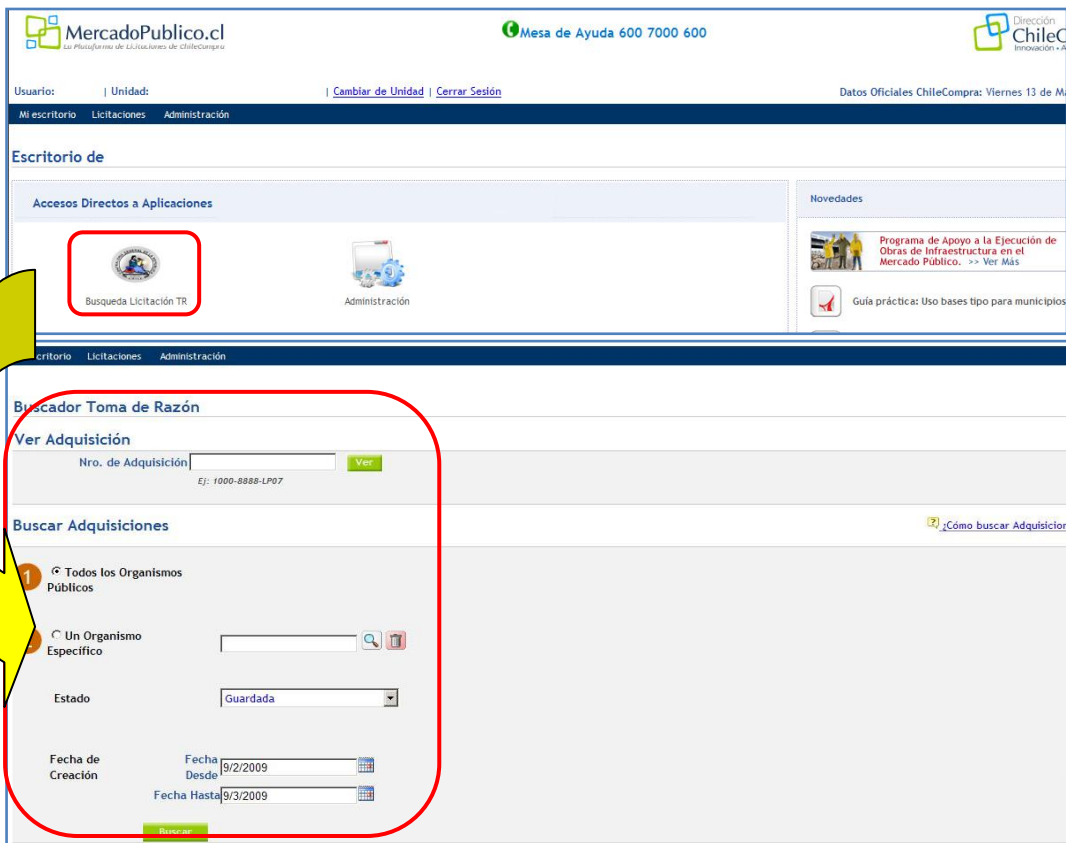 MercadoPublico.cl
La Plataforma de Licitaciones de ChileCompra
Mesa de Ayuda 600 7000 600
Dirección
ChileC
Innovación • A
Usuario: | Unidad: | Cambiar de Unidad | Cerrar Sesión
Datos Oficiales ChileCompra: Viernes 13 de Ma
Mi escritorio Licitaciones Administración
Escritorio de
Accesos Directos a Aplicaciones
Busqueda Licitación TR
Administración
Novedades
Programa de Apoyo a la Ejecución de
Obras de Infraestructura en el
Mercado Público. >> Ver Más
Guía práctica: Uso bases tipo para municipios
critorio Licitaciones Administración
Buscador Toma de Razón
Ver Adquisición
Nro. de Adquisición Ver
Ej: 1000-8888-LP07
Buscar Adquisiciones
¿Cómo buscar Adquisicion
1 Todos los Organismos
Públicos
Un Organismo
Específico
Estado Guardada
Fecha de
Creación
Fecha
Desde 9/2/2009
Fecha Hasta 9/3/2009
Buscar